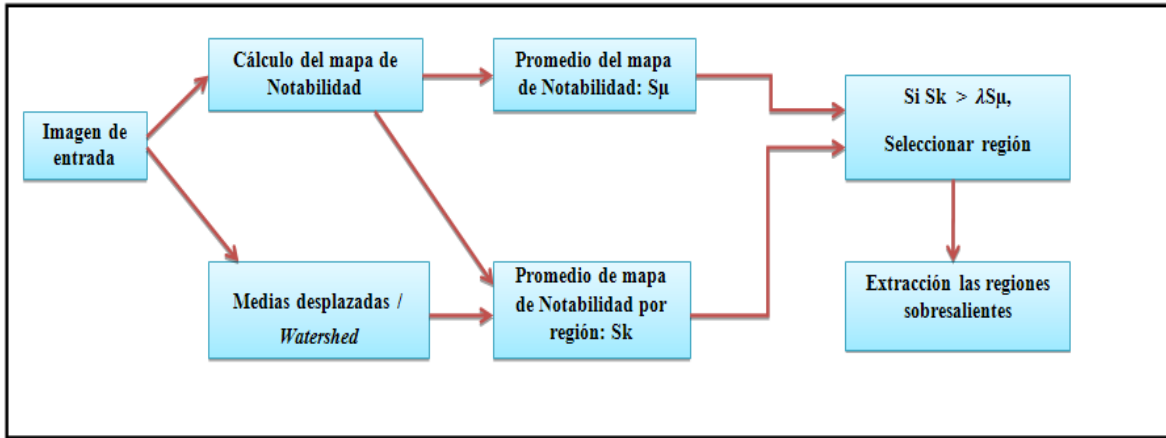 Cálculo del mapa de
Notabilidad
Promedio del mapa
de Notabilidad: Sµ
Si Sk > λSµ,
Seleccionar región
Imagen de
entrada
Medias desplazadas /
Watershed
Promedio de mapa
de Notabilidad por
región: Sk
Extracción las regiones
sobresalientes